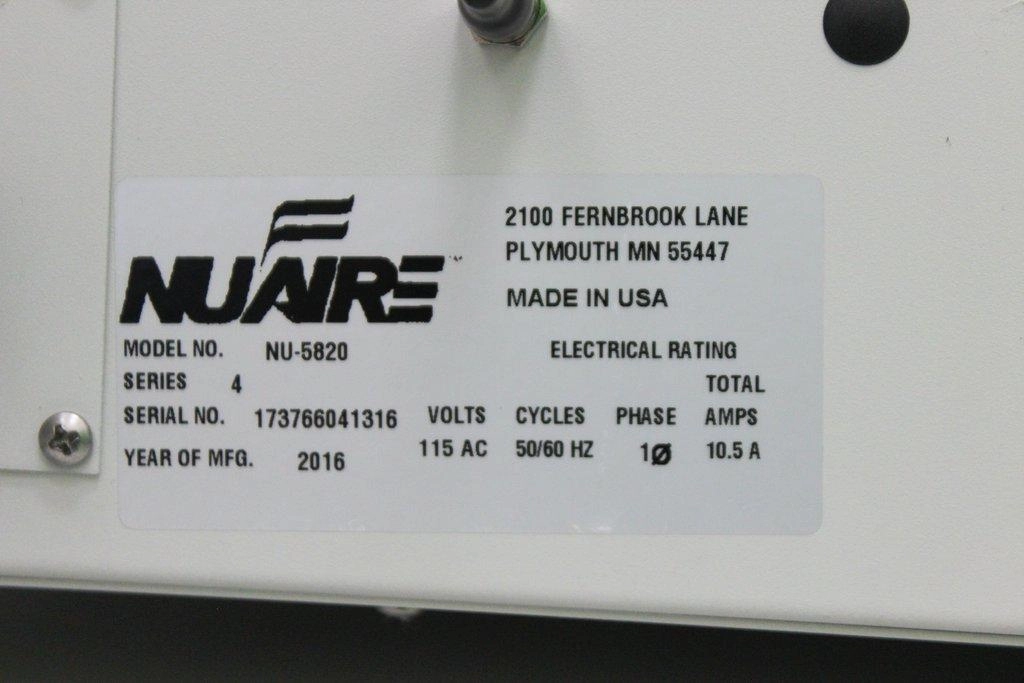 NUAIRE™
2100 FERNBROOK LANE
PLYMOUTH MN 55447
MADE IN USA
MODEL NO. NU-5820
SERIES 4
SERIAL NO. 173766041316
YEAR OF MFG. 2016
ELECTRICAL RATING
TOTAL
VOLTS CYCLES PHASE AMPS
115 AC 50/60 HZ 1Ø 10.5 A